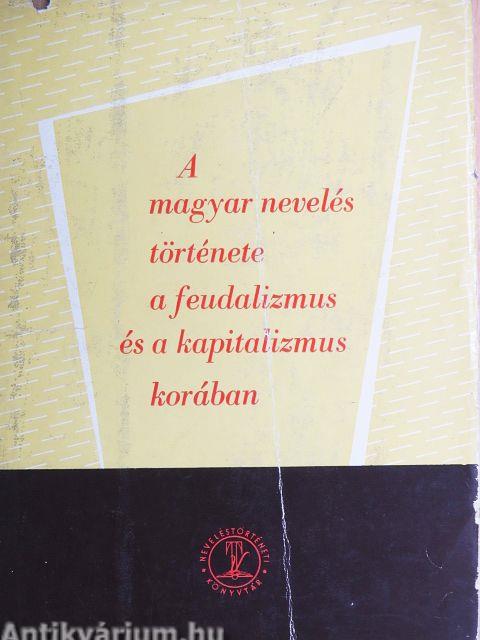 A
magyar nevelés
története
a feudalizmus
és a kapitalizmus
korában
NEVELÉSTÖRTÉNETI
KÖNYVTÁR
Antikvárium.hu